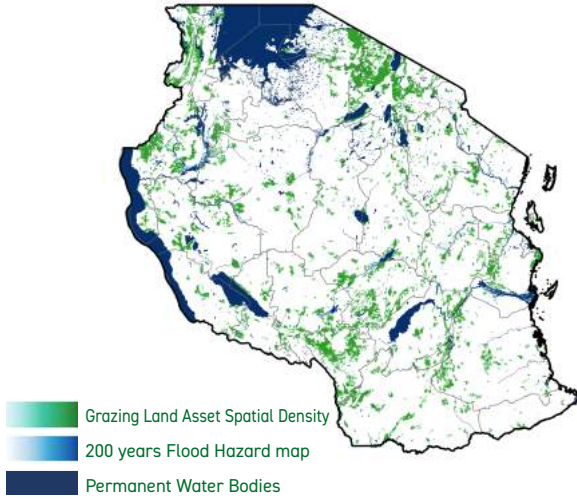 Grazing Land Asset Spatial Density
200 years Flood Hazard map
Permanent Water Bodies